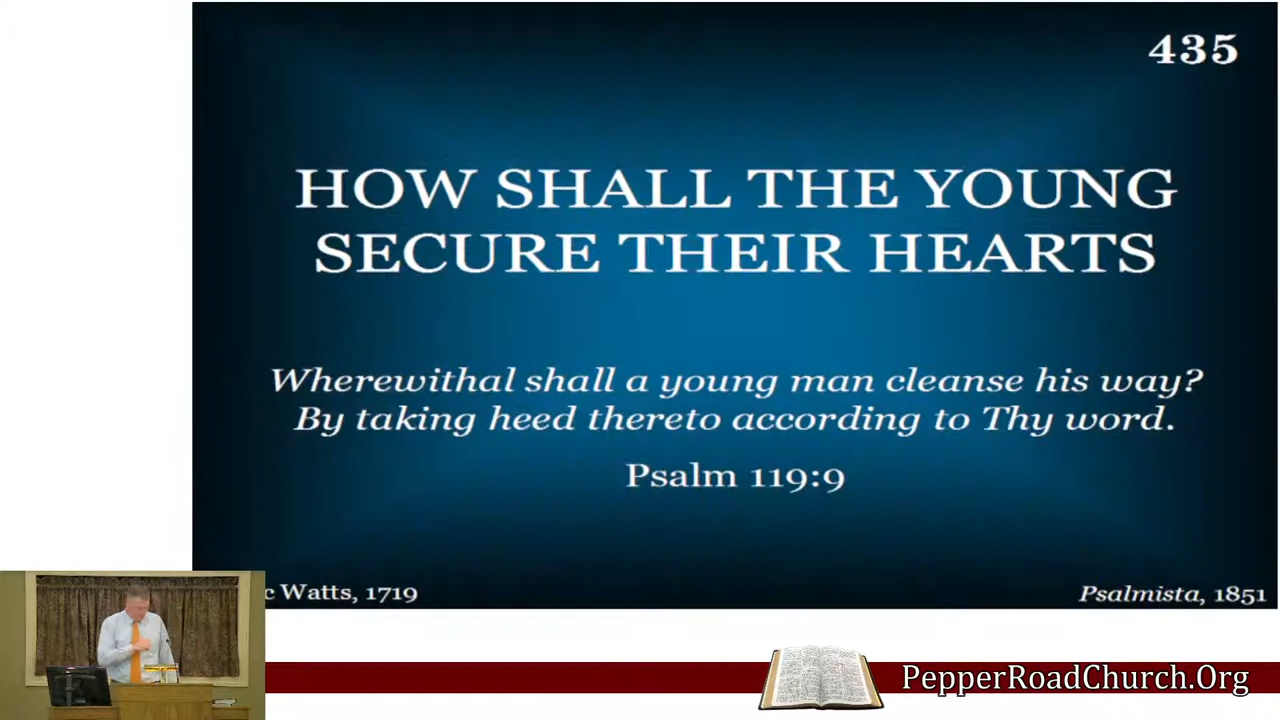 435
HOW SHALL THE YOUNG
SECURE THEIR HEARTS
Wherewithal shall a young man cleanse his way?
By taking heed thereto according to Thy word.
Psalm 119:9
c Watts, 1719
Psalmista, 1851
PepperRoadChurch.Org